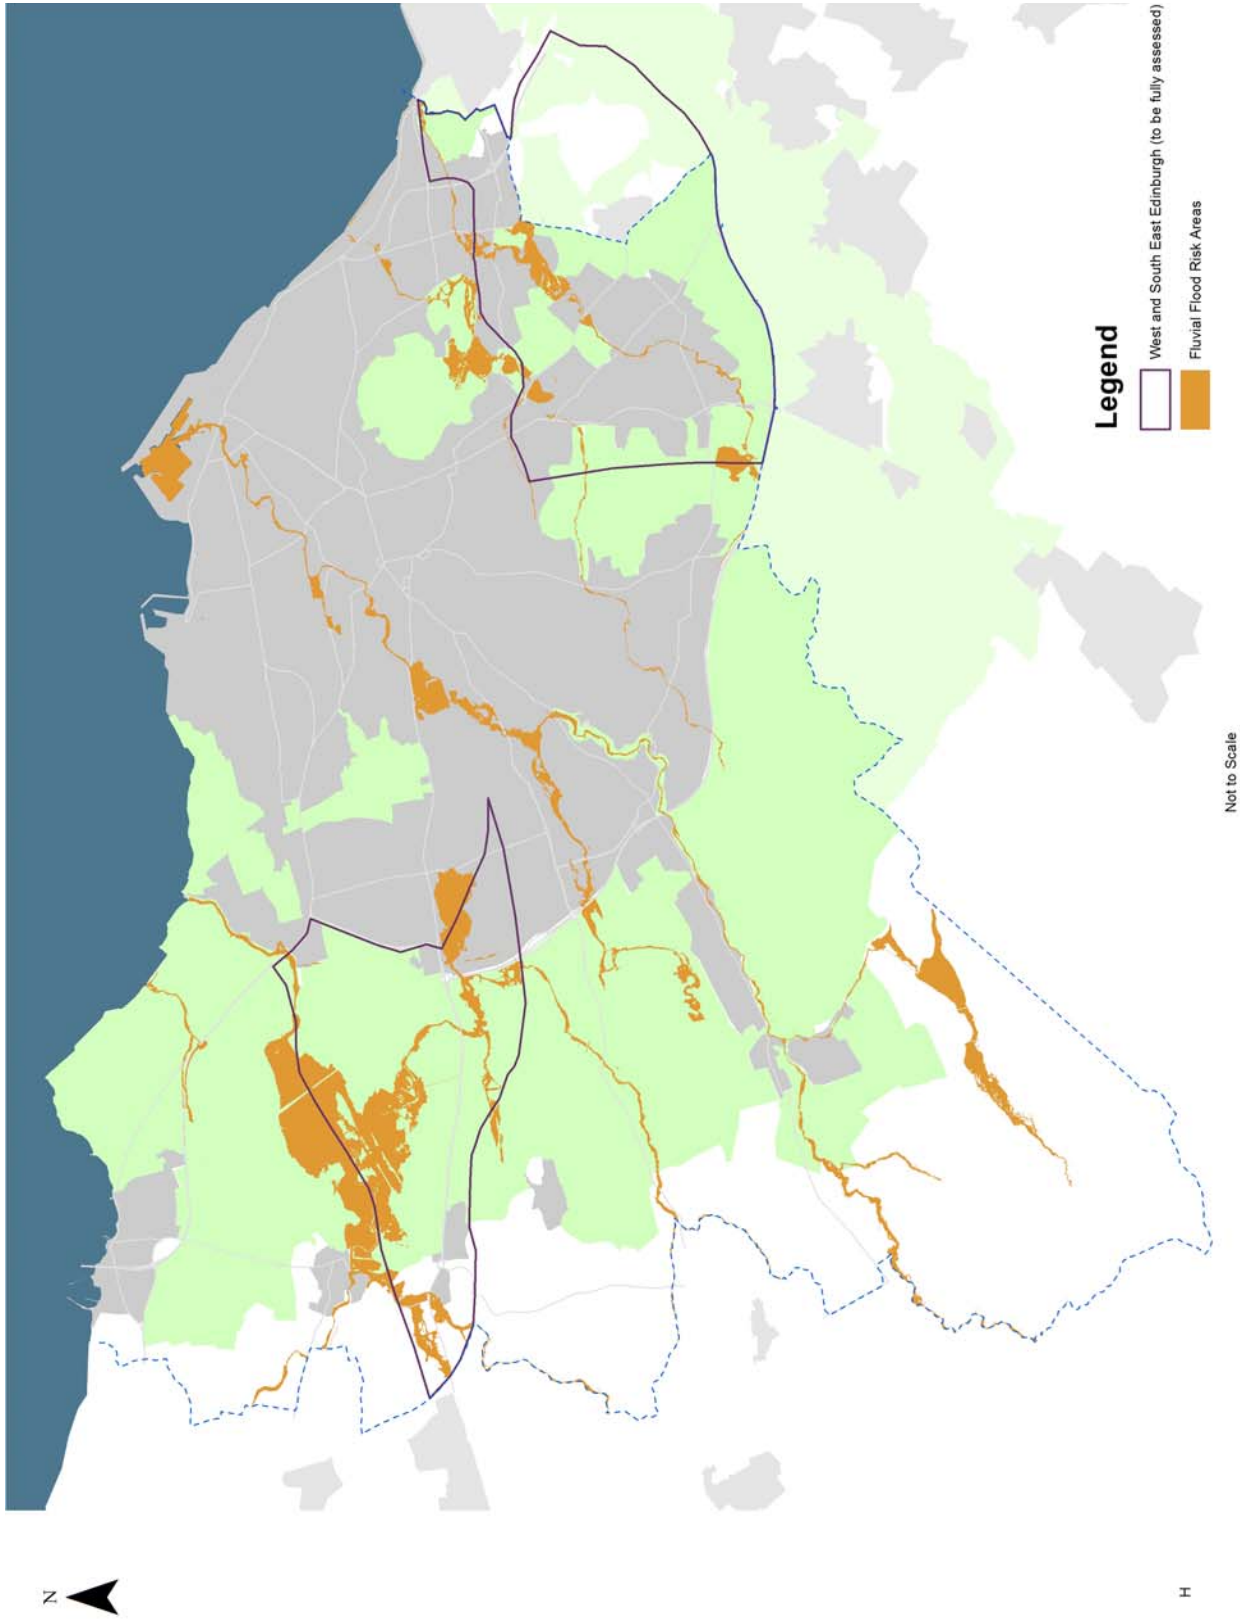 Legend
West and South East Edinburgh (to be fully assessed)
Fluvial Flood Risk Areas
Not to Scale
N
H